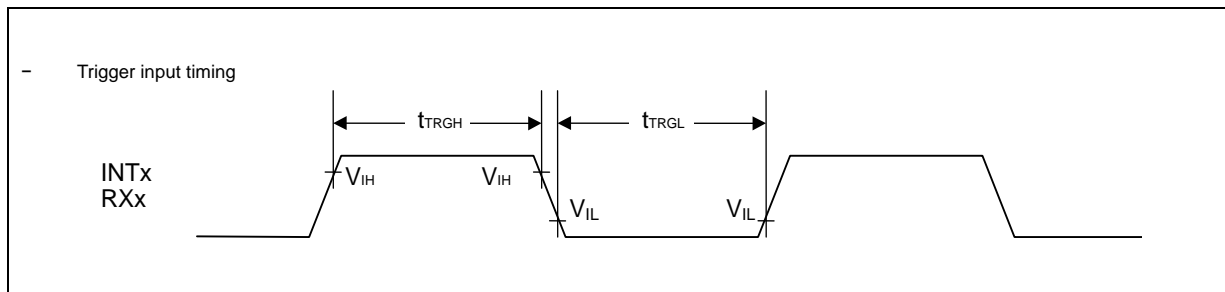 – Trigger input timing
tTRGH tTRGL
INTx
RXx
VIH VIH
VIL VIL